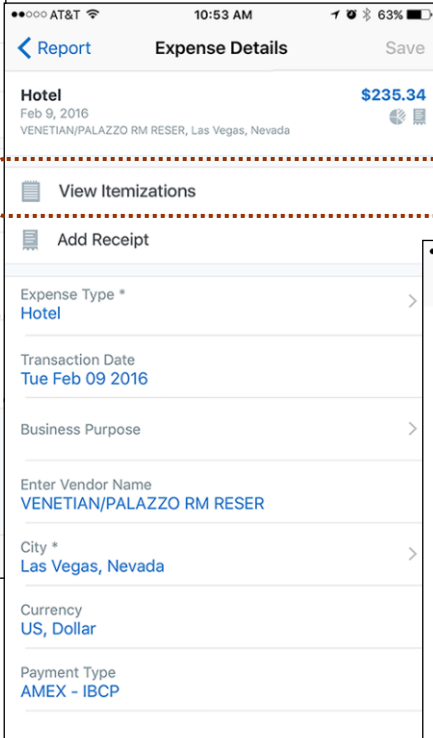 AT&T 10:53 AM 63%
Report Expense Details Save
Hotel $235.34
Feb 9, 2016
VENETIAN/PALAZZO RM RESER, Las Vegas, Nevada
View Itemizations
Add Receipt
Expense Type *
Hotel
Transaction Date
Tue Feb 09 2016
Business Purpose
Enter Vendor Name
VENETIAN/PALAZZO RM RESER
City *
Las Vegas, Nevada
Currency
US, Dollar
Payment Type
AMEX - IBCP